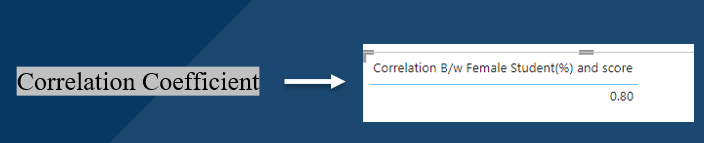 Correlation Coefficient
Correlation B/w Female Student(%) and score
0.80